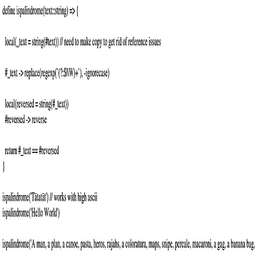 define ispalindrome(text::string) => {
local(_text = string(#text)) // need to make copy to get rid of reference issues
#_text -> replace(regexp(`(?:$|\W)+`), -ignorecase)
local(reversed = string(#_text))
#reversed -> reverse
return #_text == #reversed
}
ispalindrome('Tätatät') // works with high ascii
ispalindrome('Hello World')
ispalindrome('A man, a plan, a canoe, pasta, heros, rajahs, a coloratura, maps, snipe, percale, macaroni, a gag, a banana bag,